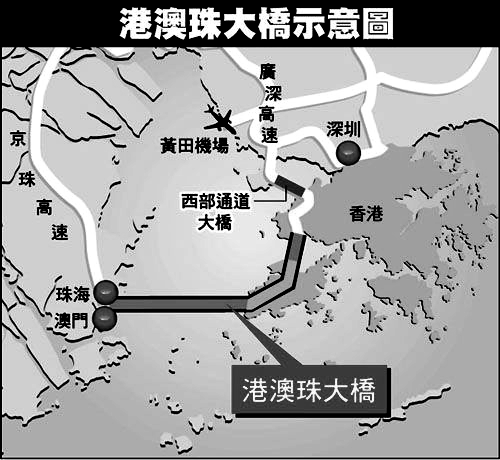 港澳珠大橋示意圖
廣深高速
京珠高速
黃田機場
深圳
西部通道
大橋
香港
珠海
澳門
港澳珠大橋